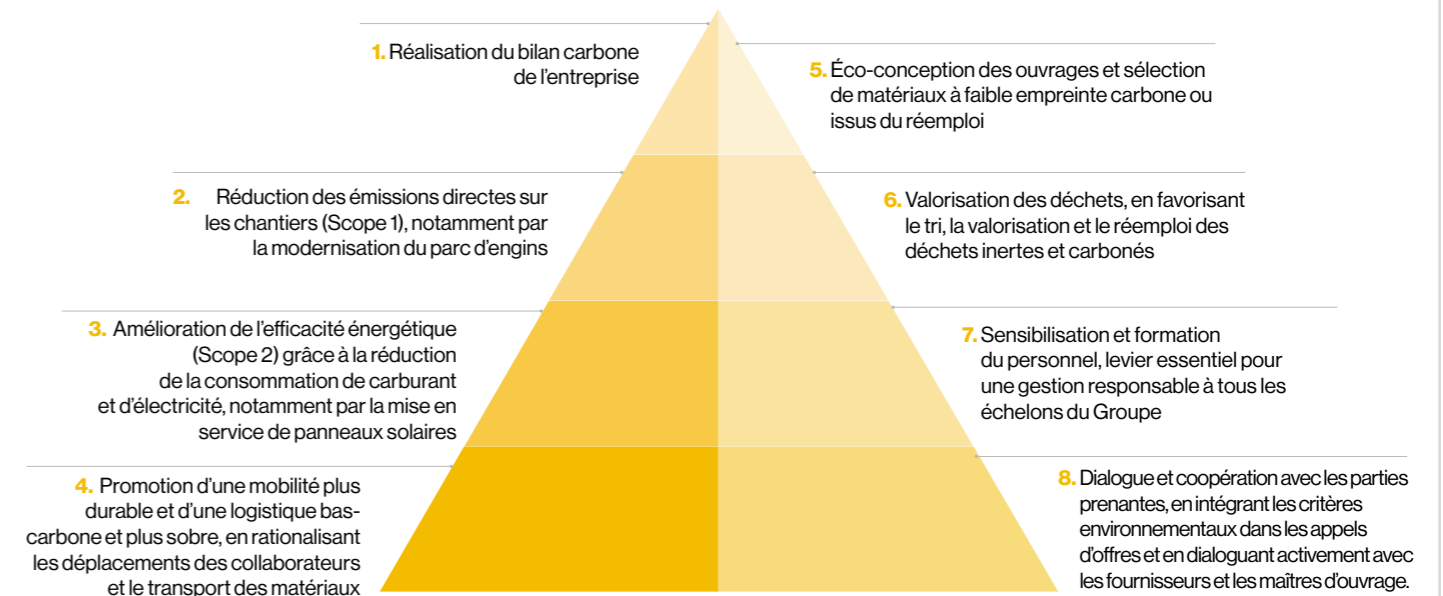 1. Réalisation du bilan carbone
de l’entreprise
2. Réduction des émissions directes sur
les chantiers (Scope 1), notamment par
la modernisation du parc d’engins
3. Amélioration de l’efficacité énergétique
(Scope 2) grâce à la réduction
de la consommation de carburant
et d’électricité, notamment par la mise en
service de panneaux solaires
4. Promotion d’une mobilité plus
durable et d’une logistique bas-
carbone et plus sobre, en rationalisant
les déplacements des collaborateurs
et le transport des matériaux
5. Éco-conception des ouvrages et sélection
de matériaux à faible empreinte carbone ou
issus du réemploi
6. Valorisation des déchets, en favorisant
le tri, la valorisation et le réemploi des
déchets inertes et carbonés
7. Sensibilisation et formation
du personnel, levier essentiel pour
une gestion responsable à tous les
échelons du Groupe
8. Dialogue et coopération avec les parties
prenantes, en intégrant les critères
environnementaux dans les appels
d’offres et en dialoguant activement avec
les fournisseurs et les maîtres d’ouvrage.